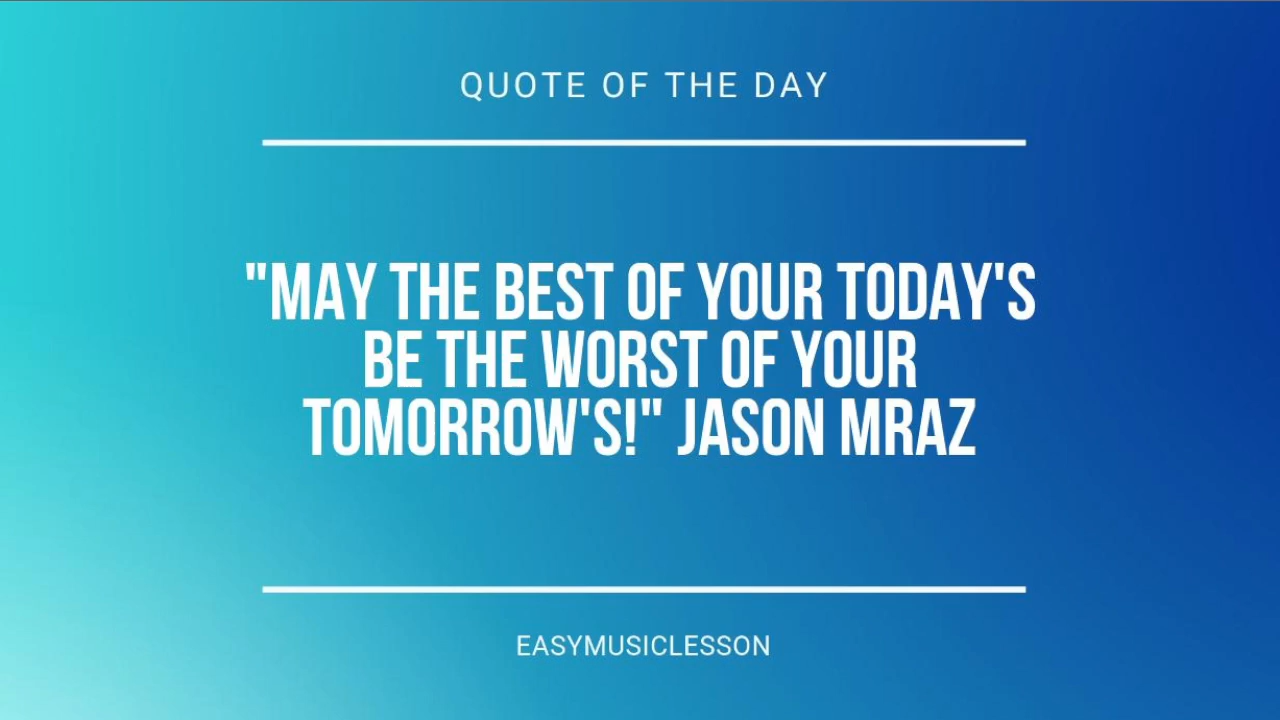 QUOTE OF THE DAY
"MAY THE BEST OF YOUR TODAY'S
BE THE WORST OF YOUR
TOMORROW'S!" JASON MRAZ
EASYMUSICLESSON